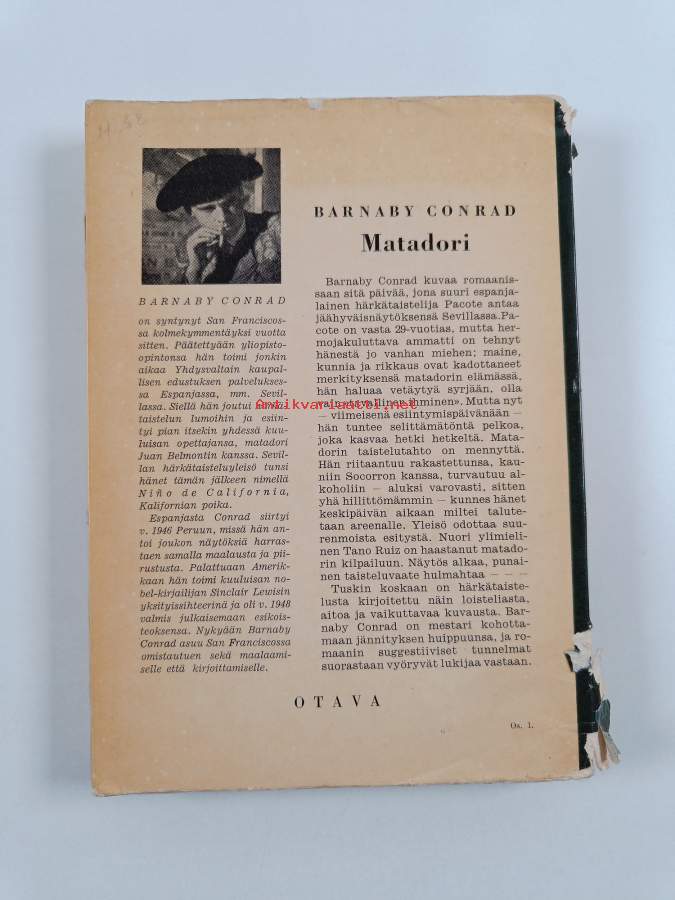 BARNABY CONRAD
on syntynyt San Franciscos-
sa kolmekymmentäyksi vuotta
sitten. Päätettyään yliopisto-
opintonsa hän toimi jonkin
aikaa Yhdysvaltain kaupal-
lisen edustuksen palvelukses-
sa Espanjassa, mm. Sevil-
lassa. Siellä hän joutui
taistelun lumoihin ja esiin-
tyi pian itsekin yhdessä kuu-
luisan opettajansa, matadori
Juan Belmontin kanssa. Sevil-
lan härkätaisteluyleisö tunsi
hänet tämän jälkeen nimellä
Niño de California,
Kalifornian poika.
Espanjasta Conrad siirtyi
v. 1946 Peruun, missä hän an-
toi joukon näytöksiä harras-
taen samalla maalausta ja pii-
rustusta. Palattuaan Amerik-
kaan hän toimi kuuluisan no-
bel-kirjailijan Sinclair Lewisin
yksityissihteerinä ja oli v. 1948
valmis julkaisemaan esikois-
teoksensa. Nykyään Barnaby
Conrad asuu San Franciscossa
omistautuen sekä maalaami-
selle että kirjoittamiselle.
BARNABY CONRAD
Matadori
Barnaby Conrad kuvaa romaanis-
saan sitä päivää, jona suuri espanja-
lainen härkätaistelija Pacote antaa
jäähyväisnäytöksensä Sevillassa. Pa-
cote on vasta 29-vuotias, mutta her-
mojakuluttava ammatti on tehnyt
hänestä jo vanhan miehen; maine,
kunnia ja rikkaus ovat kadottaneet
merkityksensä matadorin elämässä,
hän haluaa vetäytyä syrjään, olla
vain »tavallinen ihminen». Mutta nyt
— viimeisenä esiintymispäivänään —
hän tuntee selittämätöntä pelkoa,
joka kasvaa hetki hetkeltä. Mata-
dorin taistelutahto on mennyttä.
Hän riitaantuu rakastettunsa, kau-
niin Socorron kanssa, turvautuu al-
koholiin — aluksi varovasti, sitten
yhä hillittömämmin — kunnes hänet
keskipäivän aikaan miltei talute-
taan areenalle. Yleisö odottaa suu-
renmoista esitystä. Nuori ylimieli-
nen Tano Ruiz on haastanut matado-
rin kilpailuun. Näytös alkaa, punai-
nen taisteluvaate hulmahtaa — — —
Tuskin koskaan on härkätaiste-
lusta kirjoitettu näin loisteliasta,
aitoa ja vaikuttavaa kuvausta. Bar-
naby Conrad on mestari kohotta-
maan jännityksen huippuunsa, ja ro-
maanin suggestiiviset tunnelmat
suorastaan vyöryvät lukijaa vastaan.
OTAVA
Os. 1.
antikvariaatti.net